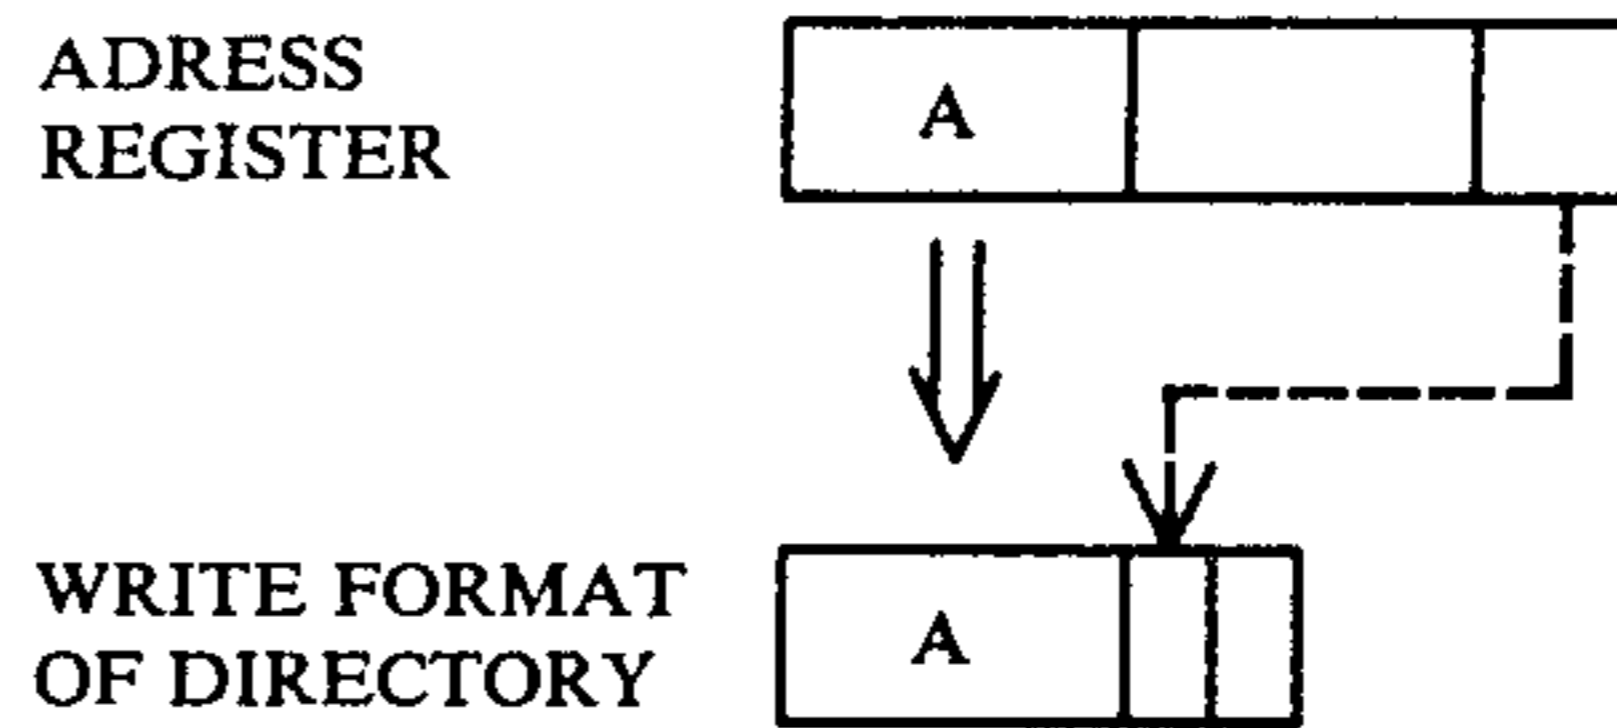 ADRESS
REGISTER
A
WRITE FORMAT
OF DIRECTORY
A